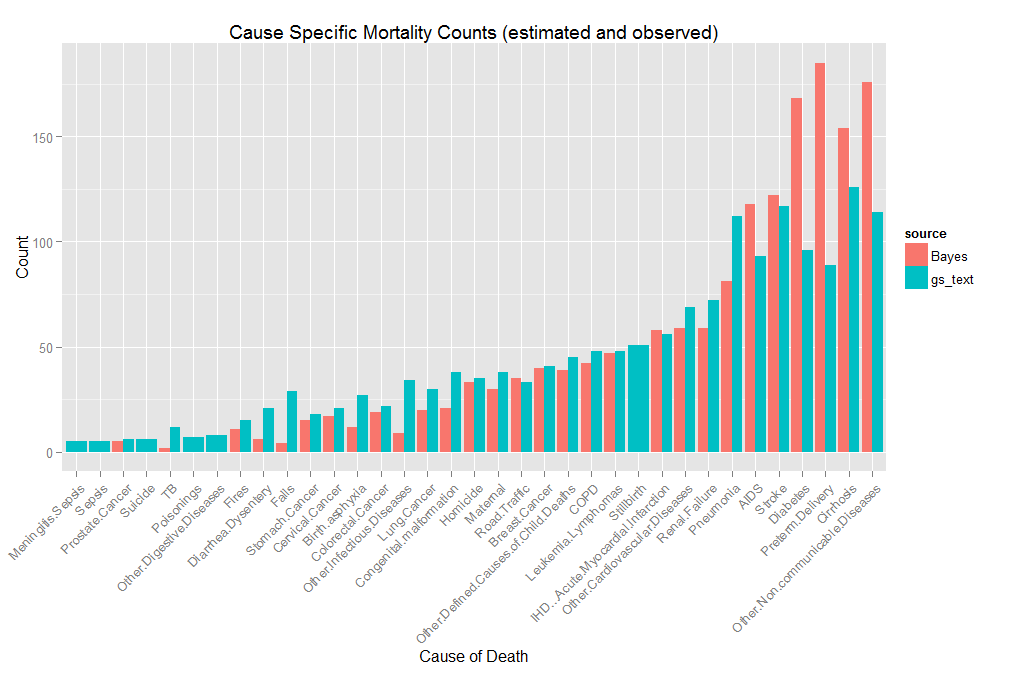 Cause Specific Mortality Counts (estimated and observed)
150
100
50
0
Count
Meningitis.Sepsis
Sepsis
Prostate.Cancer
Suicide
TB
Poisonings
Other.Digestive.Diseases
Fires
Diarrhea.Dysentery
Falls
Stomach.Cancer
Cervical.Cancer
Birth.asphyxia
Colorectal.Cancer
Other.Infectious.Diseases
Lung.Cancer
Congenital.malformation
Homicide
Maternal
Road.Traffic
Breast.Cancer
Other.Defined.Causes.of.Child.Deaths
COPD
Leukemia.Lymphomas
Stillbirth
IHD...Acute.Myocardial.Infarction
Other.Cardiovascular.Diseases
Renal.Failure
Pneumonia
AIDS
Stroke
Diabetes
Preterm.Delivery
Cirrhosis
Other.Non.communicable.Diseases
Cause of Death
source
Bayes
gs_text